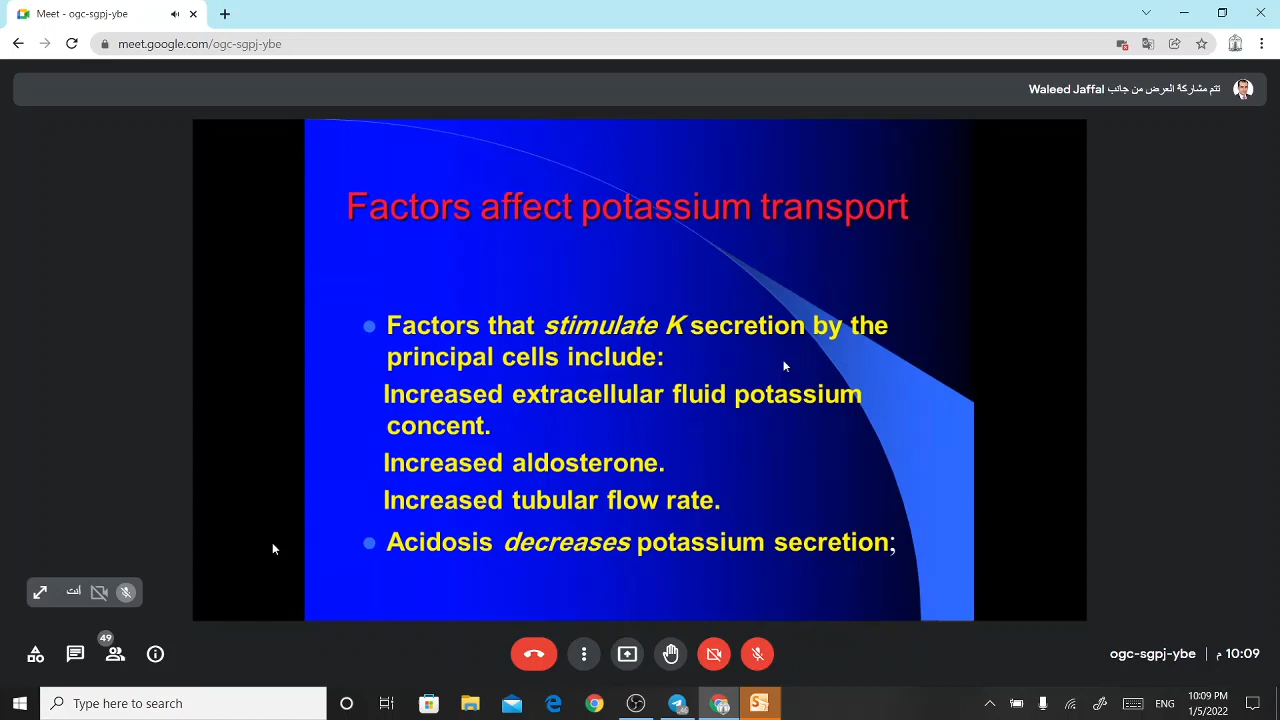 Meet - ogc-sgpj-ybe
meet.google.com/ogc-sgpj-ybe
Waleed Jaffal تتم مشاركة العرض من جانب
Factors affect potassium transport
Factors that stimulate K secretion by the
principal cells include:
Increased extracellular fluid potassium
concent.
Increased aldosterone.
Increased tubular flow rate.
Acidosis decreases potassium secretion;
انت
49
ogc-sgpj-ybe | م 10:09
Type here to search
ENG
10:09 PM
1/5/2022